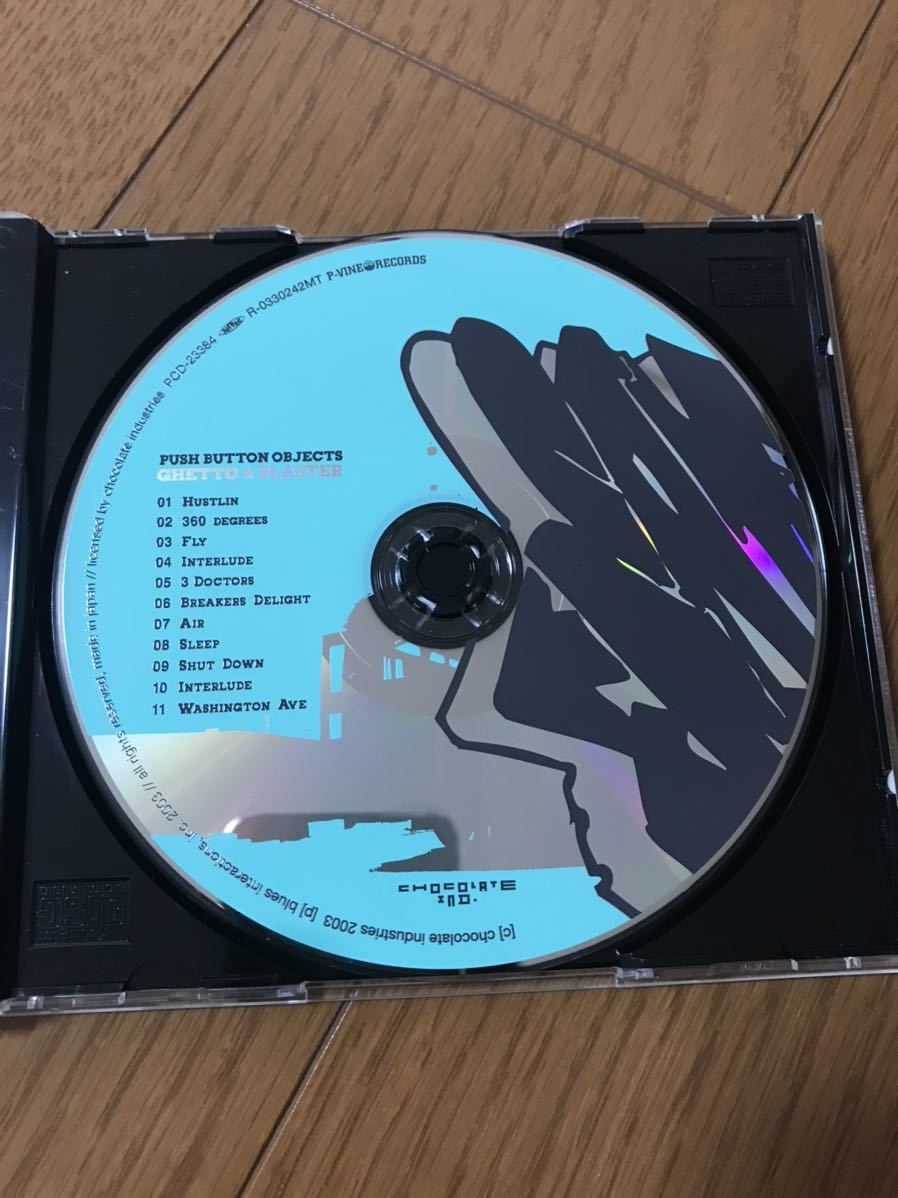 PUSH BUTTON OBJECTS
GHETTO BLASTER
01 HUSTLIN
02 360 DEGREES
03 FLY
04 INTERLUDE
05 3 DOCTORS
06 BREAKERS DELIGHT
07 AIR
08 SLEEP
09 SHUT DOWN
10 INTERLUDE
11 WASHINGTON AVE
CHOCOLATE
IND.
[c] chocolate industries 2003 [p] blues interactions, inc. 2003 // all rights reserved, made in japan // licensed by chocolate industries PCD-23384 R-0330242MT P-VINE RECORDS